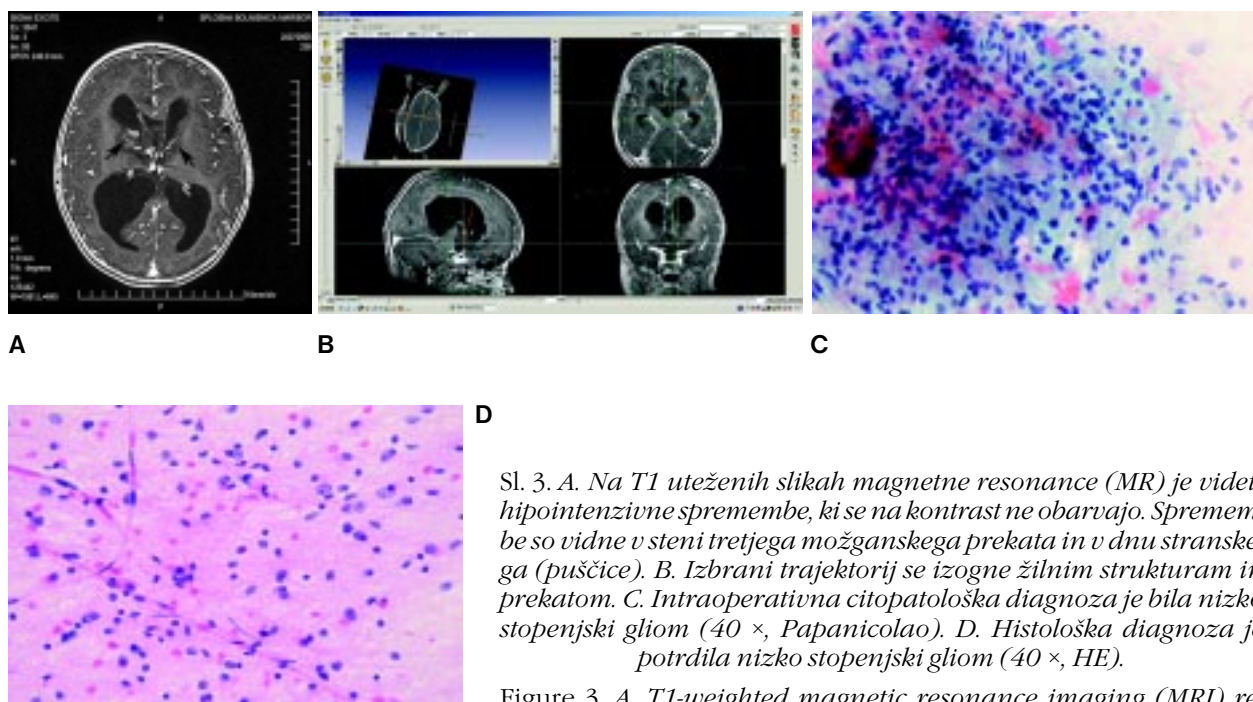 A
B
C
D
Sl. 3. A. Na T1 uteženih slikah magnetne resonance (MR) je videti
hipointenzivne spremembe, ki se na kontrast ne obarvajo. Spremem
be so vidne v steni tretjega možganskega prekata in v dnu stranske
ga (puščice). B. Izbrani trajektorij se izogne žilnim strukturam in
prekatom. C. Intraoperativna citopatološka diagnoza je bila nizko
stopenjski gliom (40 ×, Papanicolao). D. Histološka diagnoza je
potrdila nizko stopenjski gliom (40 ×, HE).
Figure 3. A. T1-weighted magnetic resonance imaging (MRI) re